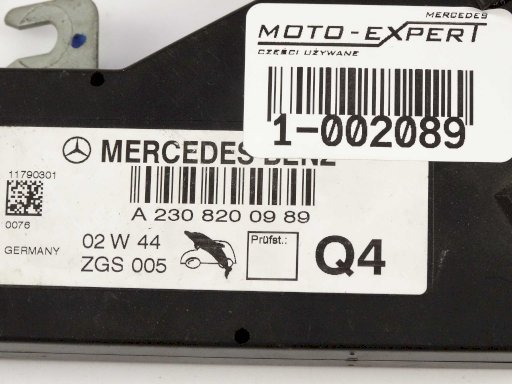 MERCEDES
MOTO-EXPERT
CZĘŚCI UŻYWANE
1-002089
MERCEDES-BENZ
11790301
A 230 820 09 89
0076
GERMANY
02 W 44
ZGS 005
Prüfst.:
Q4